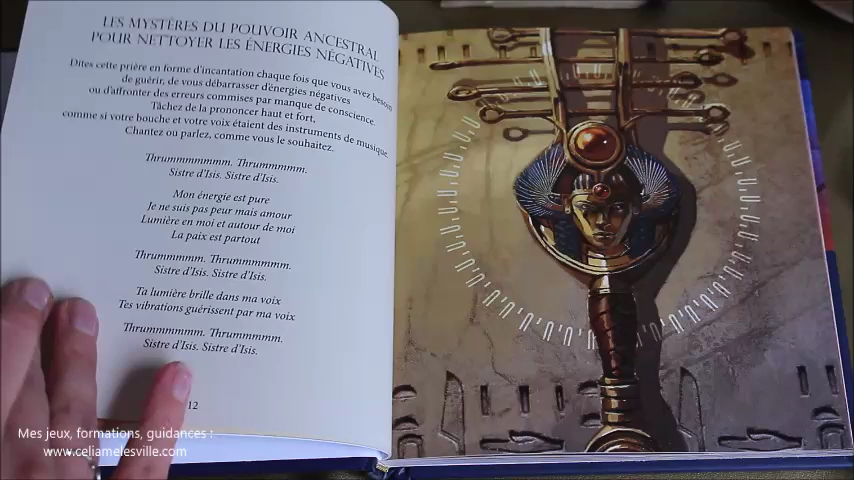 LES MYSTÈRES DU POUVOIR ANCESTRAL
POUR NETTOYER LES ÉNERGIES NÉGATIVES
Dites cette prière en forme d'incantation chaque fois que vous avez besoin
de guérir, de vous débarrasser d'énergies négatives
ou d'affronter des erreurs commises par manque de conscience.
Tâchez de la prononcer haut et fort,
comme si votre bouche et votre voix étaient des instruments de musique.
Chantez ou parlez, comme vous le souhaitez.
Thrummmmmm. Thrummmmm.
Sistre d'Isis. Sistre d'Isis.
Mon énergie est pure
Je ne suis pas peur mais amour
Lumière en moi et autour de moi
La paix est partout
Thrummmmm. Thrummmmmm.
Sistre d'Isis. Sistre d'Isis.
Ta lumière brille dans ma voix
Tes vibrations guérissent par ma voix
Thrummmmmm. Thrummmmmm.
Sistre d'Isis. Sistre d'Isis.
12
Mes jeux, formations, guidances :
www.celiamelesville.com